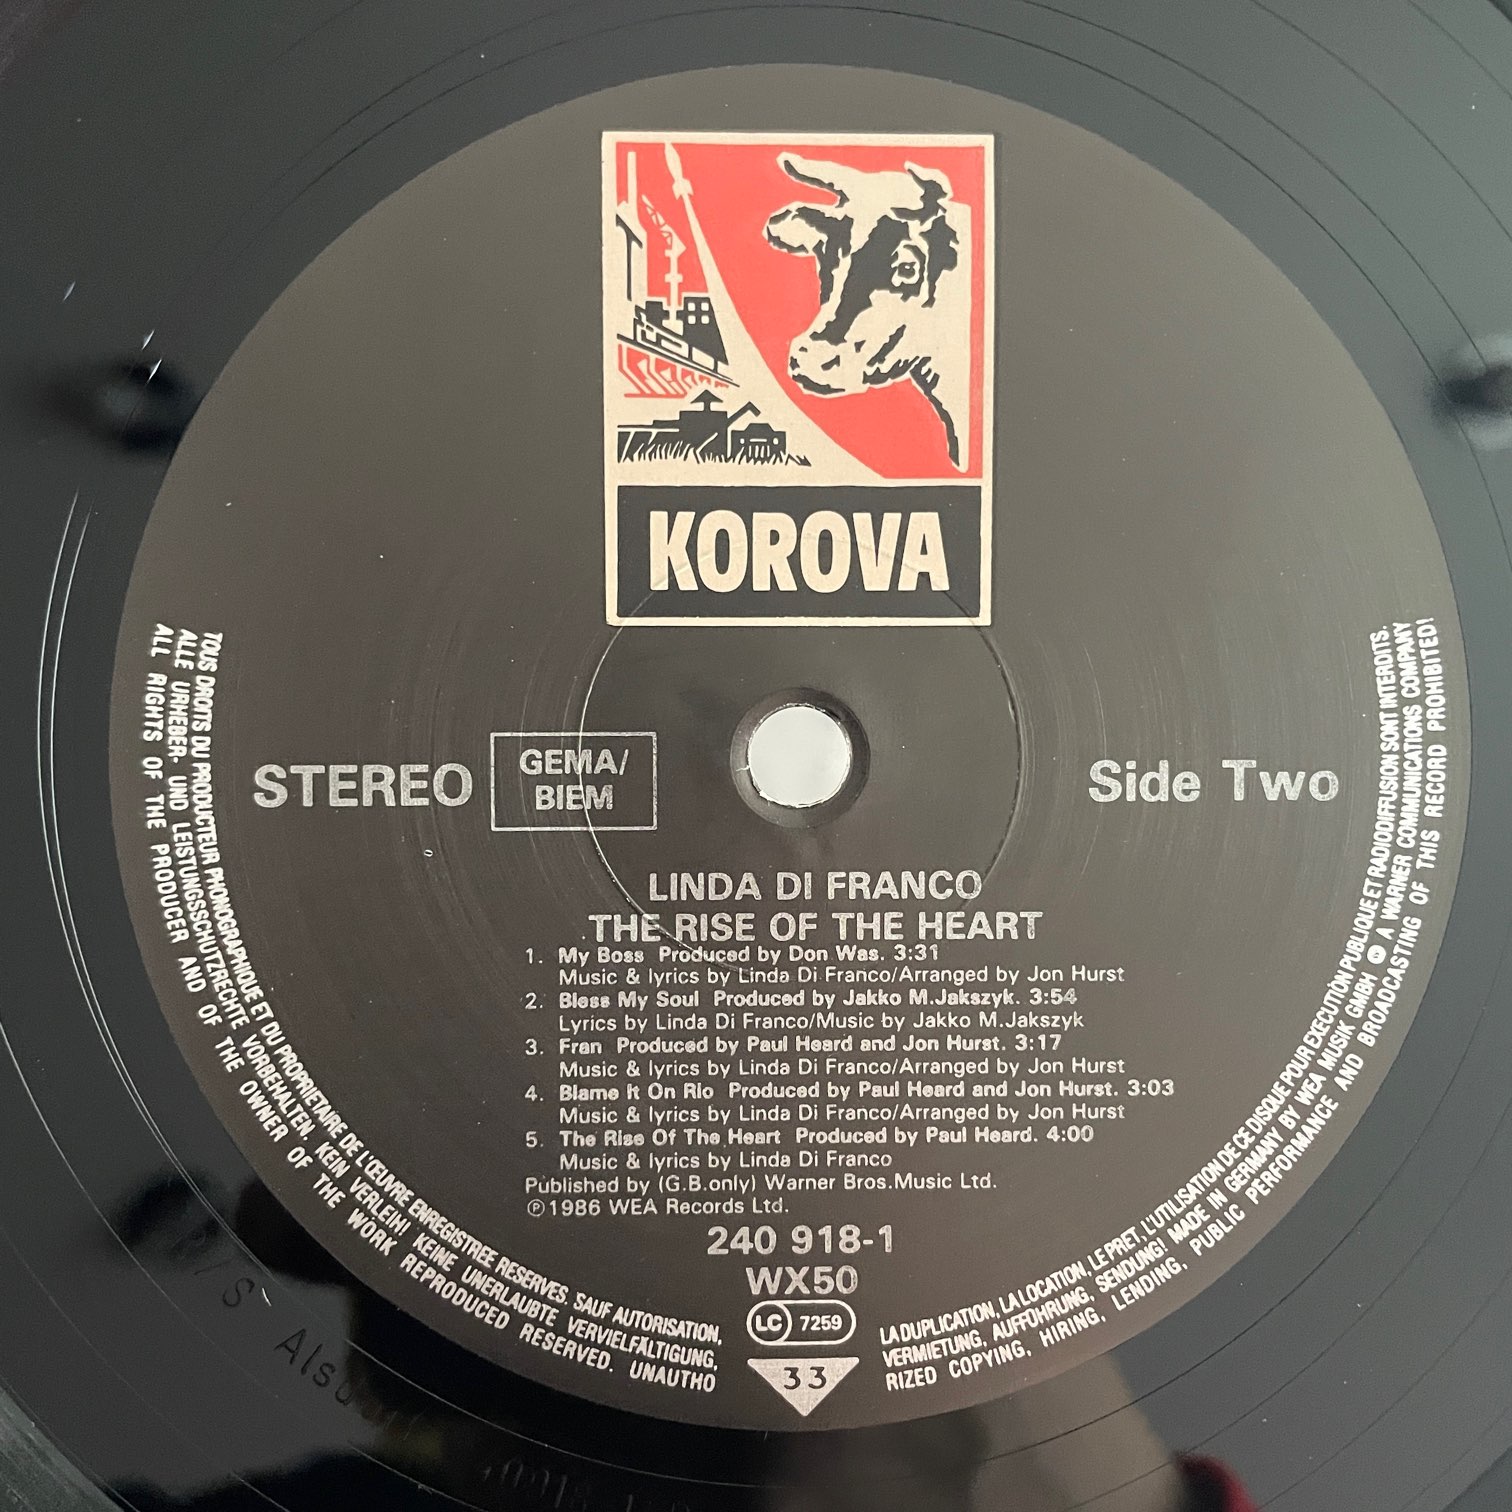 KOROVA
STEREO
GEMA/
BIEM
Side Two
LINDA DI FRANCO
THE RISE OF THE HEART
1. My Boss Produced by Don Was. 3:31
Music & lyrics by Linda Di Franco/Arranged by Jon Hurst
2. Bless My Soul Produced by Jakko M.Jakszyk. 3:54
Lyrics by Linda Di Franco/Music by Jakko M.Jakszyk
3. Fran Produced by Paul Heard and Jon Hurst. 3:17
Music & lyrics by Linda Di Franco/Arranged by Jon Hurst
4. Blame It On Rio Produced by Paul Heard and Jon Hurst. 3:03
Music & lyrics by Linda Di Franco/Arranged by Jon Hurst
5. The Rise Of The Heart Produced by Paul Heard. 4:00
Music & lyrics by Linda Di Franco
Published by (G.B.only) Warner Bros.Music Ltd.
℗1986 WEA Records Ltd.
240 918-1
WX50
LC 7259
33
TOUS DROITS DU PRODUCTEUR PHONOGRAPHIQUE ET DU PROPRIETAIRE DE L'ŒUVRE ENREGISTREE RESERVES. SAUF AUTORISATION, LA DUPLICATION, LA LOCATION, LE PRET, L'UTILISATION DE CE DISQUE POUR EXECUTION PUBLIQUE ET RADIODIFFUSION SONT INTERDITS.
ALLE URHEBER- UND LEISTUNGSSCHUTZRECHTE VORBEHALTEN. KEIN VERLEIH! KEINE UNERLAUBTE VERVIELFÄLTIGUNG, VERMIETUNG, AUFFÜHRUNG, SENDUNG! MADE IN GERMANY BY WEA MUSIK GMBH A WARNER COMMUNICATIONS COMPANY
ALL RIGHTS OF THE PRODUCER AND OF THE OWNER OF THE WORK REPRODUCED RESERVED. UNAUTHORIZED COPYING, HIRING, LENDING, PUBLIC PERFORMANCE AND BROADCASTING OF THIS RECORD PROHIBITED!
Alsd